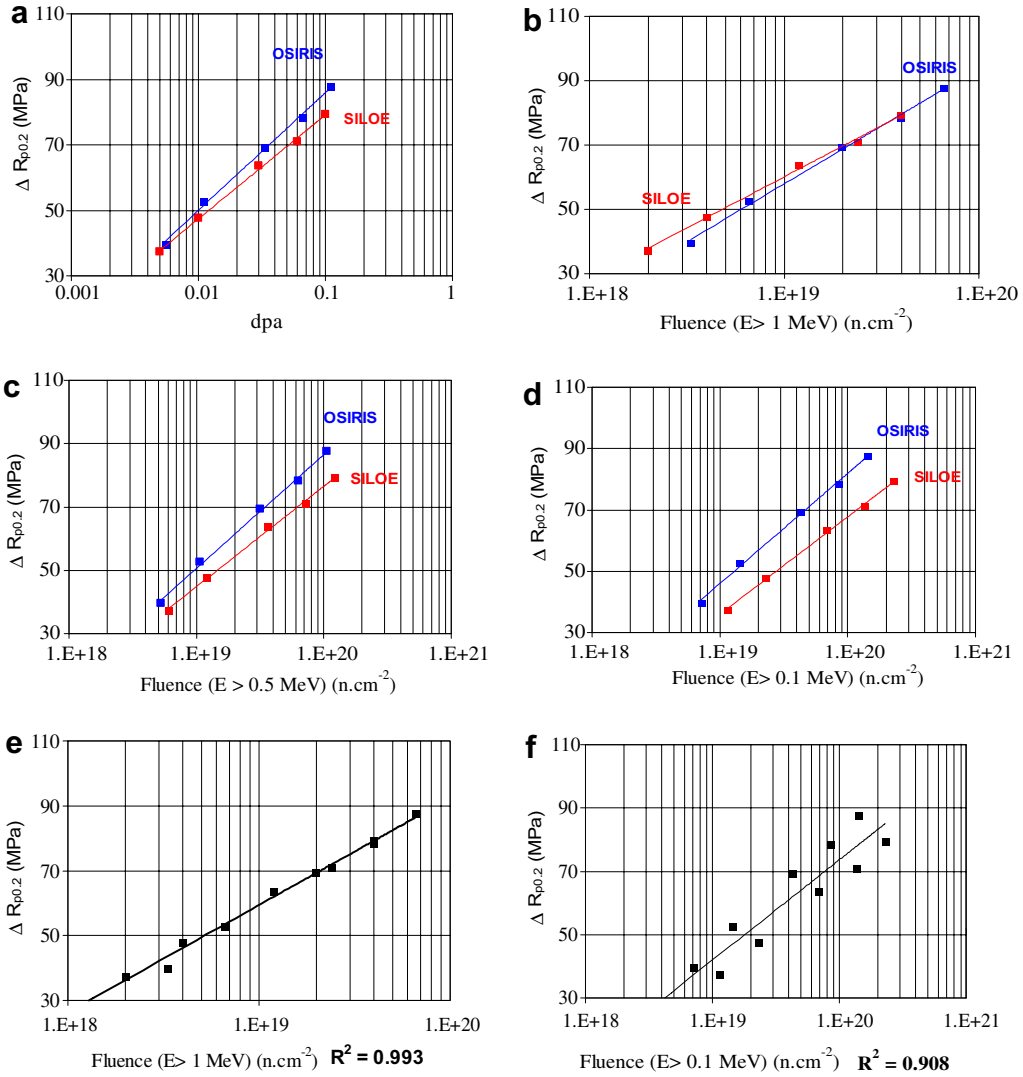 a
Δ Rp0.2 (MPa)
110
90
70
50
30
OSIRIS
SILOE
0.001
0.01
0.1
1
dpa
b
Δ Rp0.2 (MPa)
110
90
70
50
30
OSIRIS
SILOE
1.E+18
1.E+19
1.E+20
Fluence (E> 1 MeV) (n.cm-2)
c
Δ Rp0.2 (MPa)
110
90
70
50
30
OSIRIS
SILOE
1.E+18
1.E+19
1.E+20
1.E+21
Fluence (E > 0.5 MeV) (n.cm-2)
d
Δ Rp0.2 (MPa)
110
90
70
50
30
OSIRIS
SILOE
1.E+18
1.E+19
1.E+20
1.E+21
Fluence (E> 0.1 MeV) (n.cm-2)
e
Δ Rp0.2 (MPa)
110
90
70
50
30
1.E+18
1.E+19
1.E+20
Fluence (E> 1 MeV) (n.cm-2) R2 = 0.993
f
Δ Rp0.2 (MPa)
110
90
70
50
30
1.E+18
1.E+19
1.E+20
1.E+21
Fluence (E> 0.1 MeV) (n.cm-2) R2 = 0.908